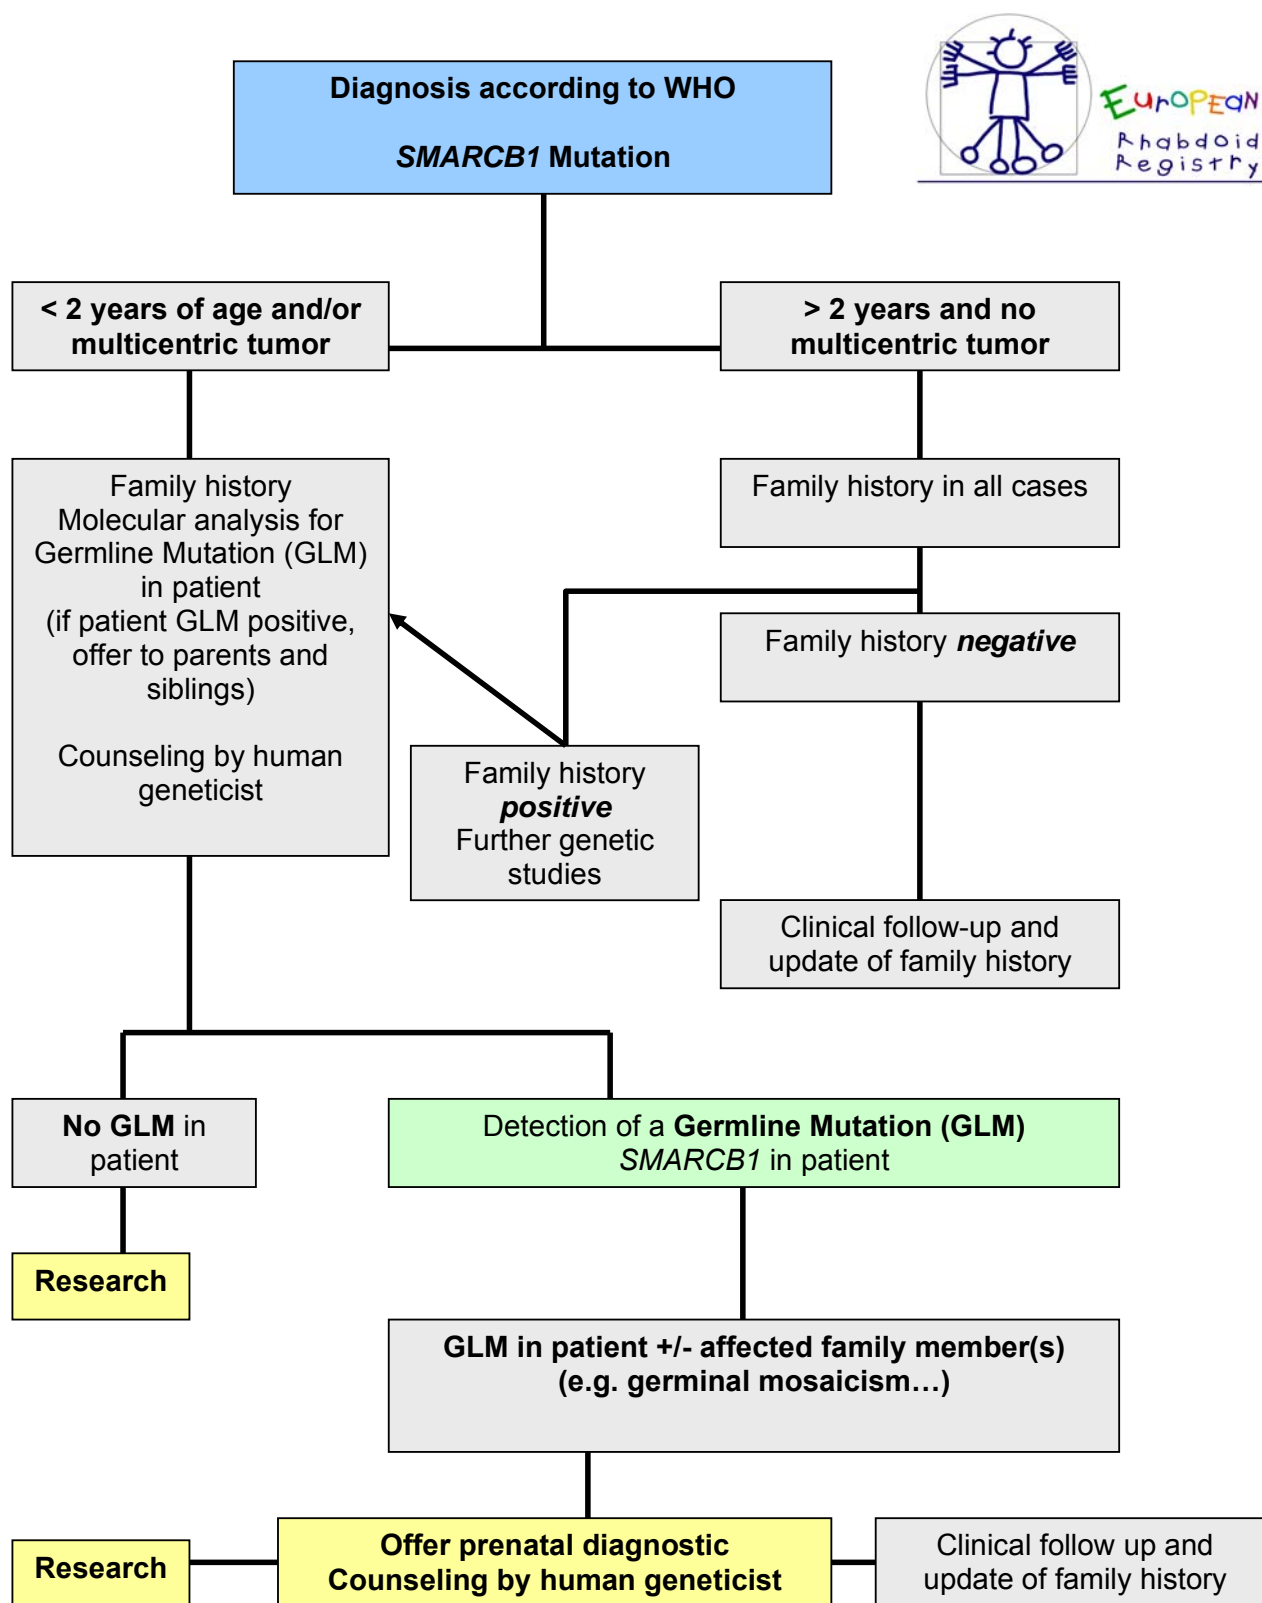 EUrOPEAN
Rhabdoid
Registry
Diagnosis according to WHO
SMARCB1 Mutation
< 2 years of age and/or
multicentric tumor
> 2 years and no
multicentric tumor
Family history
Molecular analysis for
Germline Mutation (GLM)
in patient
(if patient GLM positive,
offer to parents and
siblings)
Counseling by human
geneticist
Family history in all cases
Family history negative
Family history
positive
Further genetic
studies
Clinical follow-up and
update of family history
No GLM in
patient
Detection of a Germline Mutation (GLM)
SMARCB1 in patient
Research
GLM in patient +/- affected family member(s)
(e.g. germinal mosaicism…)
Research
Offer prenatal diagnostic
Counseling by human geneticist
Clinical follow up and
update of family history